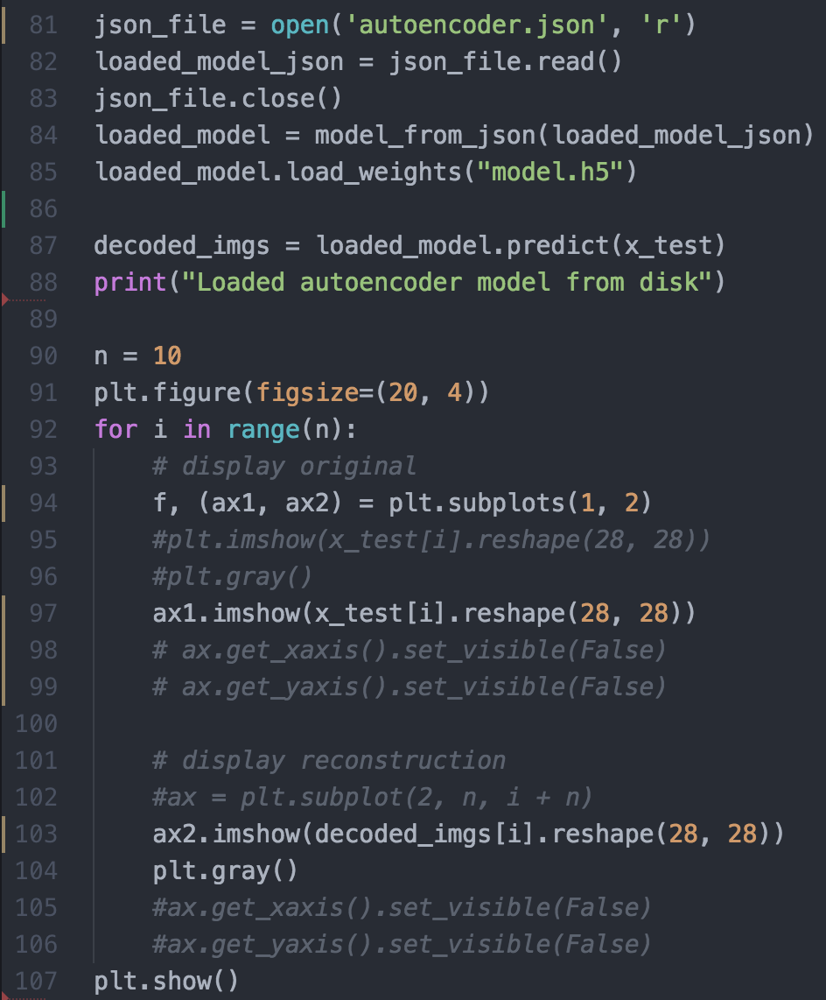 81 json_file = open('autoencoder.json', 'r')
82 loaded_model_json = json_file.read()
83 json_file.close()
84 loaded_model = model_from_json(loaded_model_json)
85 loaded_model.load_weights("model.h5")
86
87 decoded_imgs = loaded_model.predict(x_test)
88 print("Loaded autoencoder model from disk")
89
90 n = 10
91 plt.figure(figsize=(20, 4))
92 for i in range(n):
93     # display original
94     f, (ax1, ax2) = plt.subplots(1, 2)
95     #plt.imshow(x_test[i].reshape(28, 28))
96     #plt.gray()
97     ax1.imshow(x_test[i].reshape(28, 28))
98     # ax.get_xaxis().set_visible(False)
99     # ax.get_yaxis().set_visible(False)
100
101     # display reconstruction
102     #ax = plt.subplot(2, n, i + n)
103     ax2.imshow(decoded_imgs[i].reshape(28, 28))
104     plt.gray()
105     #ax.get_xaxis().set_visible(False)
106     #ax.get_yaxis().set_visible(False)
107 plt.show()